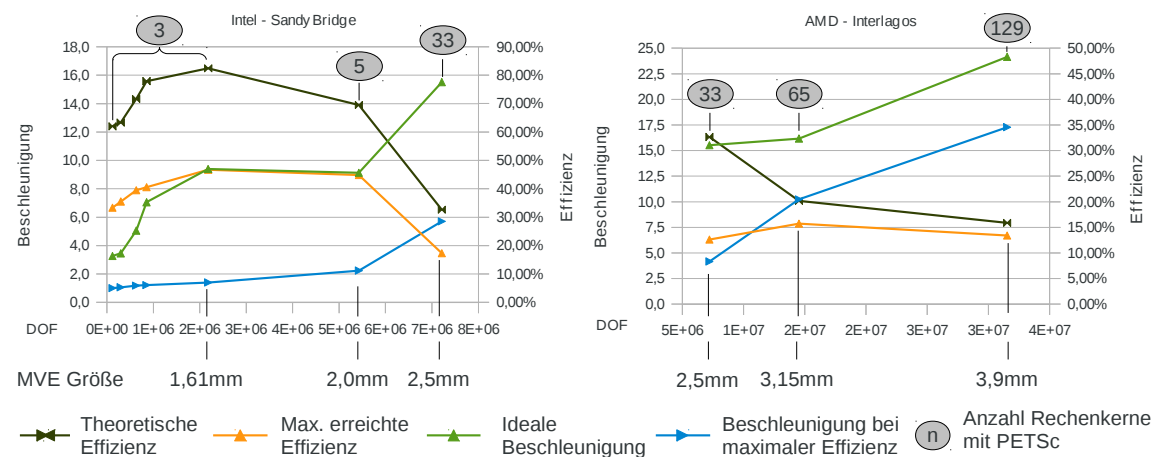 Intel - Sandy Bridge
3
5
33
Beschleunigung
18,0
16,0
14,0
12,0
10,0
8,0
6,0
4,0
2,0
0,0
90,00%
80,00%
70,00%
60,00%
50,00%
40,00%
30,00%
20,00%
10,00%
0,00%
Effizienz
DOF
0E+00 1E+06 2E+06 3E+06 4E+06 5E+06 6E+06 7E+06 8E+06
MVE Größe
1,61mm 2,0mm 2,5mm
AMD - Interlagos
33
65
129
Beschleunigung
25,0
22,5
20,0
17,5
15,0
12,5
10,0
7,5
5,0
2,5
0,0
50,00%
45,00%
40,00%
35,00%
30,00%
25,00%
20,00%
15,00%
10,00%
5,00%
0,00%
Effizienz
DOF
5E+06 1E+07 2E+07 2E+07 3E+07 3E+07 4E+07
2,5mm 3,15mm 3,9mm
Theoretische
Effizienz
Max. erreichte
Effizienz
Ideale
Beschleunigung
Beschleunigung bei
maximaler Effizienz
n
Anzahl Rechenkerne
mit PETSc